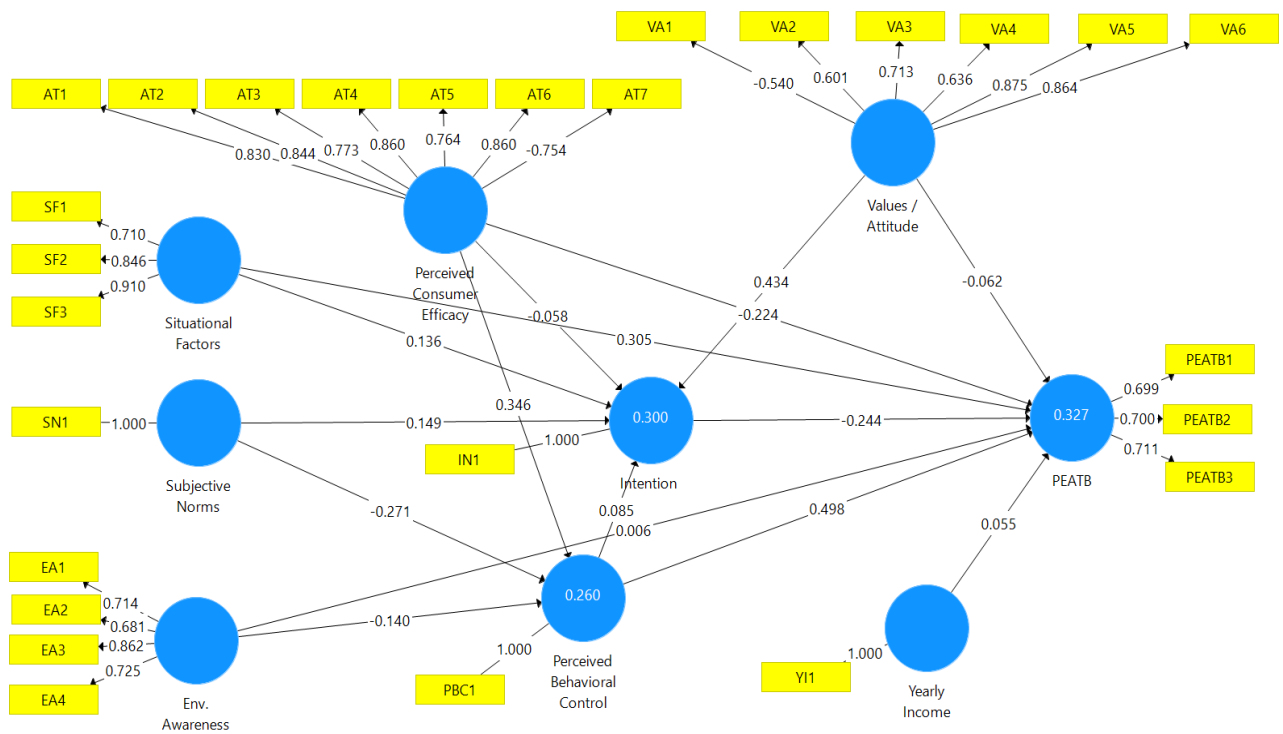 VA1
VA2
VA3
VA4
VA5
VA6
-0.540
0.601
0.713
0.636
0.875
0.864
AT1
AT2
AT3
AT4
AT5
AT6
AT7
0.830
0.844
0.773
0.860
0.764
0.860
-0.754
Values /
Attitude
SF1
SF2
SF3
0.710
0.846
0.910
Situational
Factors
Perceived
Consumer
Efficacy
0.434
-0.062
-0.058
-0.224
0.136
0.305
0.346
SN1
1.000
Subjective
Norms
0.149
IN1
1.000
0.300
Intention
-0.244
0.327
PEATB
PEATB1
PEATB2
PEATB3
0.699
0.700
0.711
-0.271
0.085
0.006
0.498
0.055
EA1
EA2
EA3
EA4
0.714
0.681
0.862
0.725
Env.
Awareness
-0.140
0.260
1.000
PBC1
Perceived
Behavioral
Control
YI1
1.000
Yearly
Income